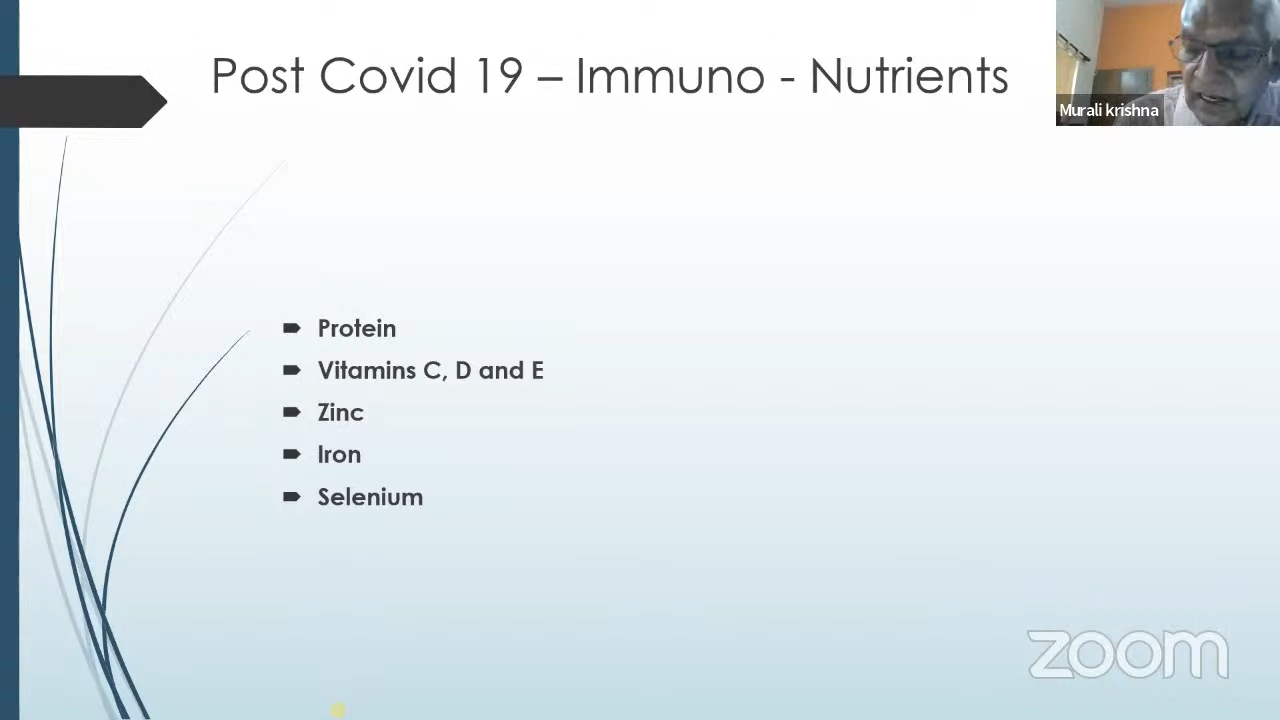 Post Covid 19 – Immuno - Nutrients
Murali krishna
Protein
Vitamins C, D and E
Zinc
Iron
Selenium
zoom